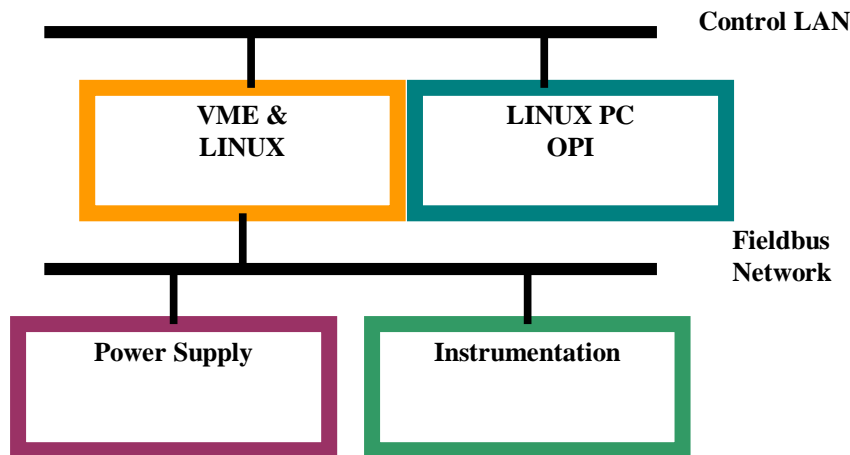 Control LAN
VME &
LINUX
LINUX PC
OPI
Fieldbus
Network
Power Supply
Instrumentation